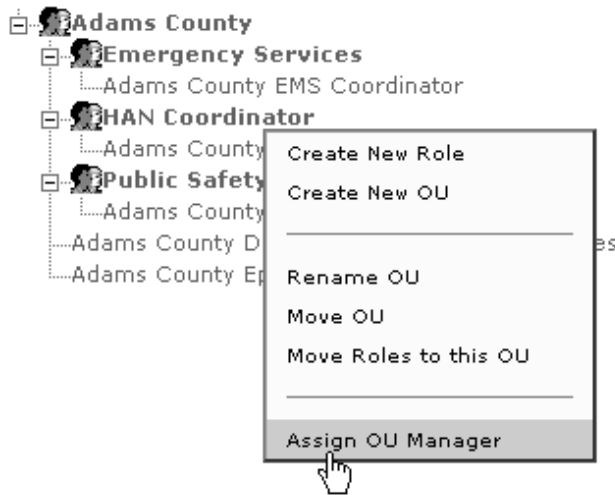 Adams County
Emergency Services
Adams County EMS Coordinator
HAN Coordinator
Adams County
Public Safety
Adams County
Adams County D
es
Adams County Ep
Create New Role
Create New OU
Rename OU
Move OU
Move Roles to this OU
Assign OU Manager